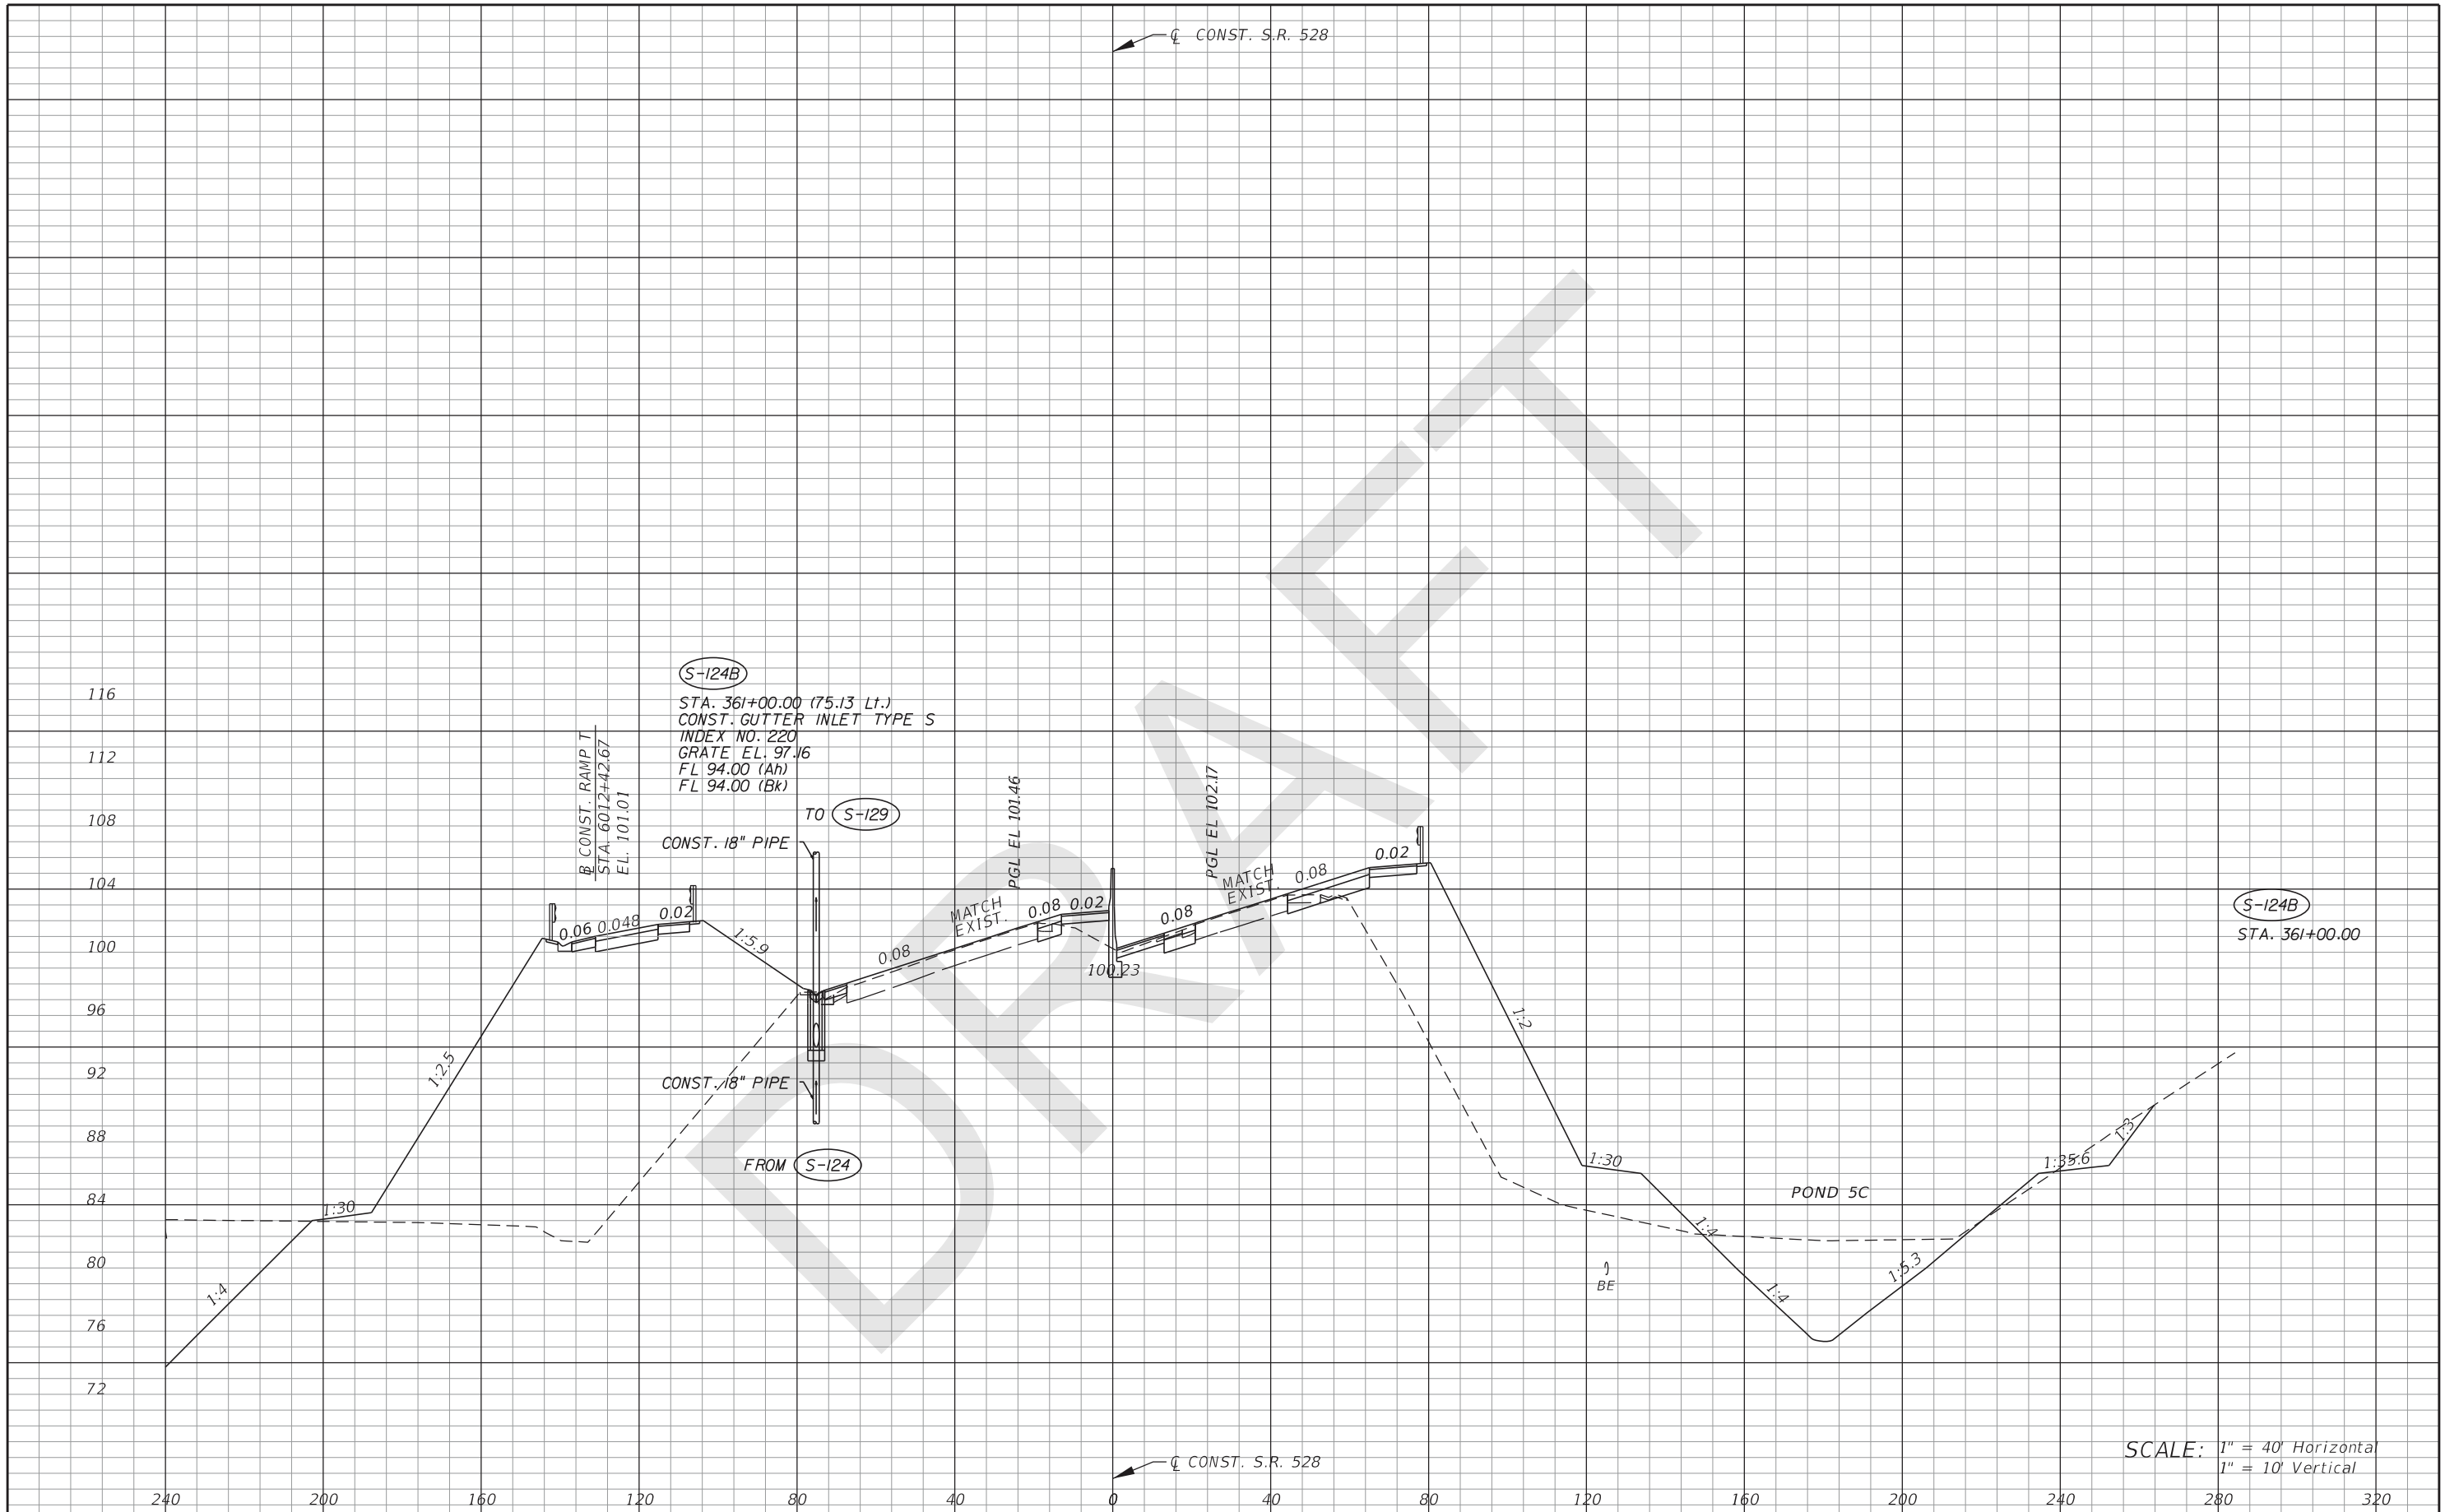 ℄ CONST. S.R. 528
S-124B
STA. 361+00.00 (75.13 Lt.)
CONST. GUTTER INLET TYPE S
INDEX NO. 220
GRATE EL. 97.16
FL 94.00 (Ah)
FL 94.00 (Bk)
TO S-129
CONST. 18" PIPE
CONST. RAMP T
STA. 6012+42.67
EL. 101.01
PGL EL 101.46
PGL EL 102.17
116
112
108
104
100
96
92
88
84
80
76
72
0.06
0.048
0.02
1:5.9
0.08
MATCH
EXIST.
0.08
0.02
100.23
0.08
MATCH
EXIST.
0.08
0.02
S-124B
STA. 361+00.00
1:2
1:2.5
CONST. 18" PIPE
FROM S-124
1:30
1:4
1:30
1:4
1:4
POND 5C
1:5.3
1:35.6
1:3
BE
DRAFT
SCALE: 1" = 40' Horizontal
1" = 10' Vertical
℄ CONST. S.R. 528
240 200 160 120 80 40 0 40 80 120 160 200 240 280 320